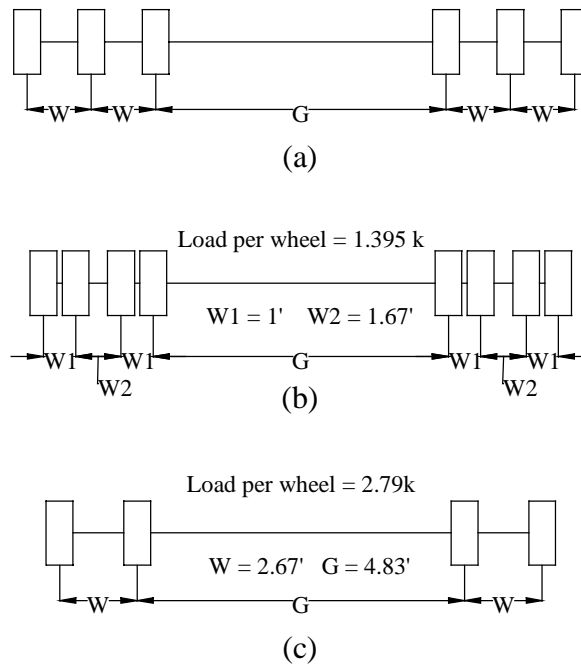 W W G W W
(a)
Load per wheel = 1.395 k
W1 = 1' W2 = 1.67'
W1 W1 G W1 W1
W2 W2
(b)
Load per wheel = 2.79k
W = 2.67' G = 4.83'
W G W
(c)